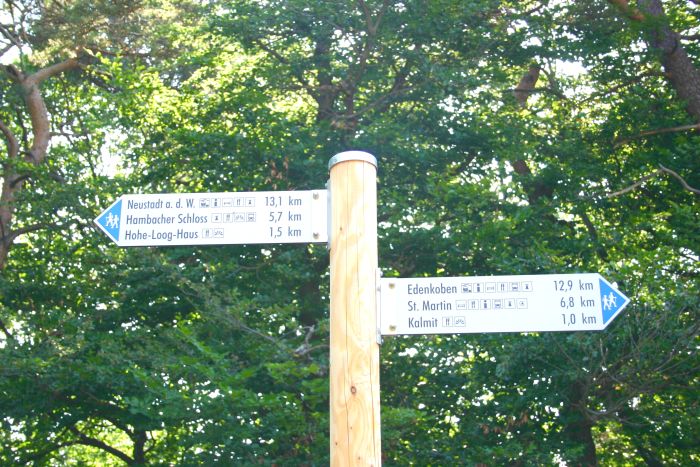 Neustadt a. d. W. 13,1 km
Hambacher Schloss 5,7 km
Hohe-Loog-Haus 1,5 km
Edenkoben 12,9 km
St. Martin 6,8 km
Kalmit 1,0 km